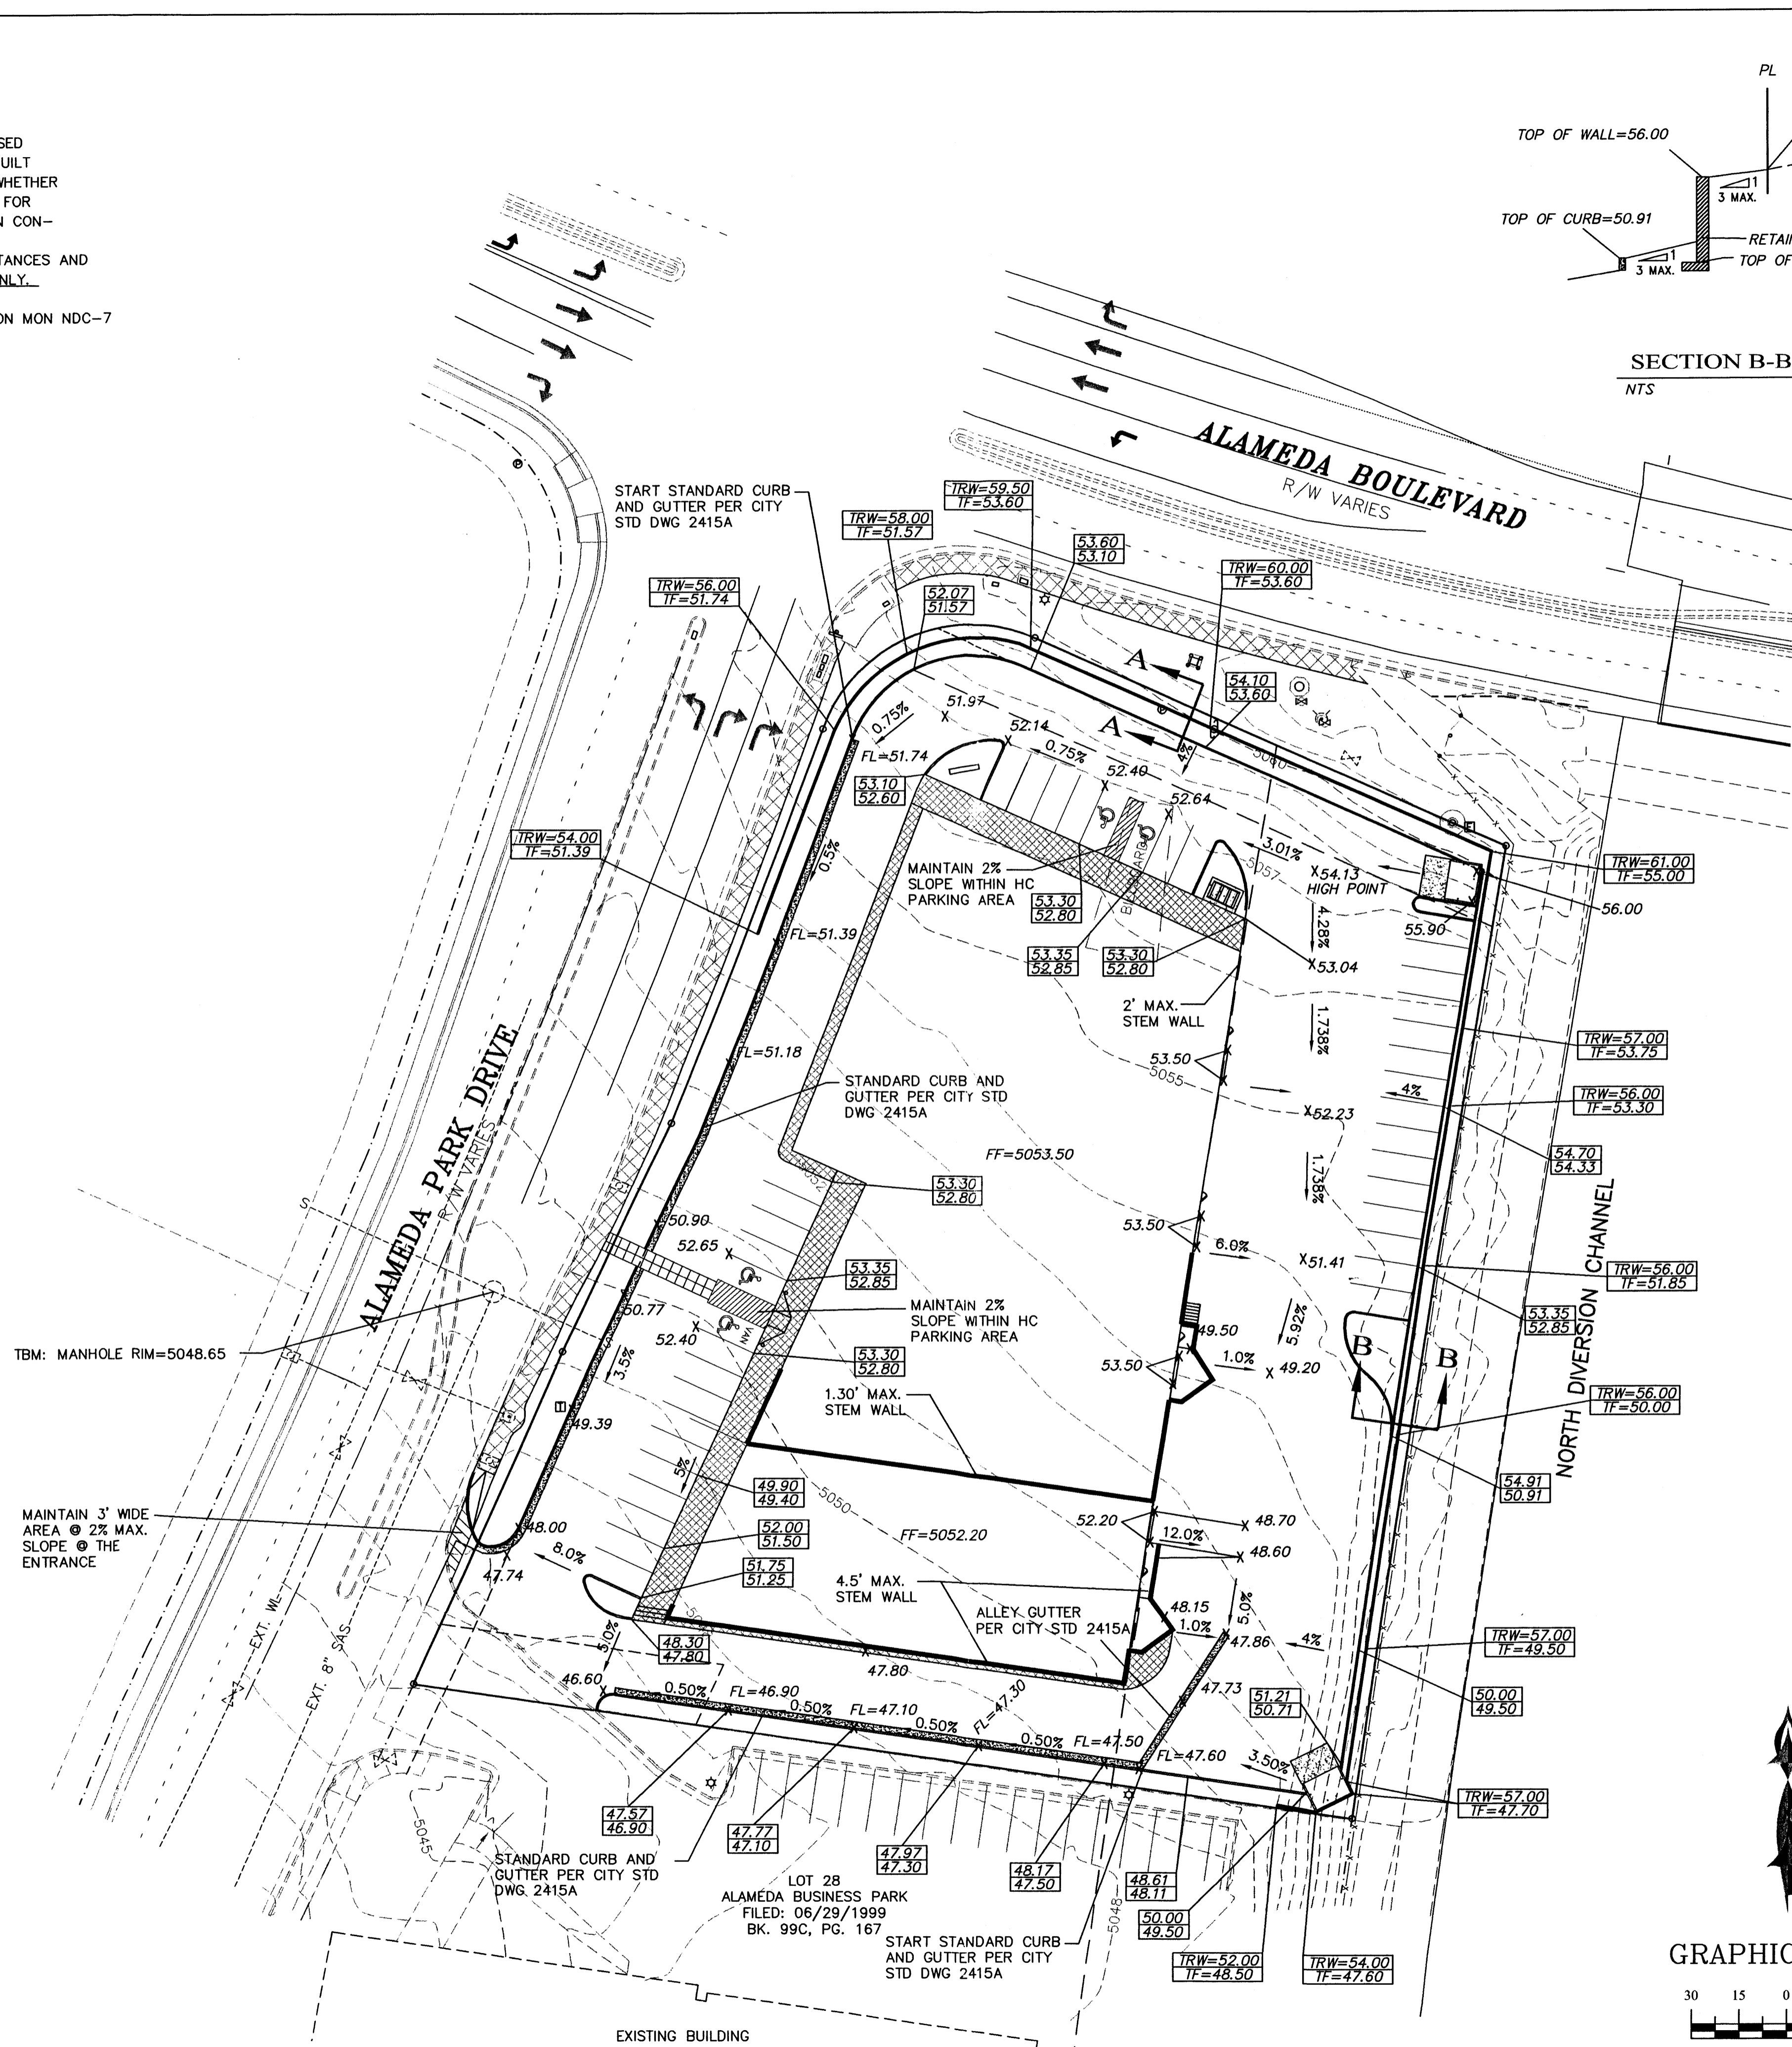 SED
UILT
WHETHER
FOR
N CON-
TANCES AND
NLY.
ON MON NDC-7
PL
TOP OF WALL=56.00
1
3 MAX.
TOP OF CURB=50.91
1
3 MAX.
RETAI
TOP OF
SECTION B-B
NTS
ALAMEDA BOULEVARD
R/W VARIES
START STANDARD CURB
AND GUTTER PER CITY
STD DWG 2415A
TRW=59.50
TF=53.60
TRW=58.00
TF=51.57
53.60
53.10
TRW=60.00
TF=53.60
TRW=56.00
TF=51.74
52.07
51.57
A
A
54.10
53.60
4%
51.97
0.75%
52.14
0.75%
FL=51.74
52.40
52.64
53.10
52.60
5060
TRW=54.00
TF=51.39
0.5%
MAINTAIN 2%
SLOPE WITHIN HC
PARKING AREA
3.01%
5057
54.13
HIGH POINT
TRW=61.00
TF=55.00
56.00
55.90
53.30
52.80
4.28%
FL=51.39
53.35
52.85
53.30
52.80
53.04
2' MAX.
STEM WALL
1.738%
TRW=57.00
TF=53.75
FL=51.18
53.50
5055
STANDARD CURB AND
GUTTER PER CITY STD
DWG 2415A
4%
TRW=56.00
TF=53.30
52.23
ALAMEDA PARK DRIVE
R/W VARIES
FF=5053.50
54.70
54.33
5052
53.30
52.80
1.738%
NORTH DIVERSION CHANNEL
S
50.90
52.65
53.50
6.0%
51.41
53.35
52.85
TRW=56.00
TF=51.85
50.77
MAINTAIN 2%
SLOPE WITHIN HC
PARKING AREA
53.35
52.85
52.40
VAN
49.50
5.92%
TBM: MANHOLE RIM=5048.65
53.30
52.80
53.50
1.0%
49.20
B
B
3.5%
1.30' MAX.
STEM WALL
TRW=56.00
TF=50.00
49.39
5%
49.90
49.40
5050
54.91
50.91
MAINTAIN 3' WIDE
AREA @ 2% MAX.
SLOPE @ THE
ENTRANCE
48.00
52.00
51.50
FF=5052.20
52.20
48.70
12.0%
48.60
8.0%
47.74
51.75
51.25
4.5' MAX.
STEM WALL
ALLEY GUTTER
PER CITY STD 2415A
48.15
1.0%
5.0%
47.86
4%
EXT. WL
EXT. 8" SAS
5.0%
48.30
47.80
47.80
TRW=57.00
TF=49.50
46.60
0.50%
FL=46.90
0.50%
FL=47.10
0.50%
FL=47.30
0.50%
FL=47.50
47.73
51.21
50.71
50.00
49.50
FL=47.60
3.50%
TRW=57.00
TF=47.70
47.57
46.90
47.77
47.10
47.97
47.30
48.17
47.50
48.61
48.11
50.00
49.50
5045
STANDARD CURB AND
GUTTER PER CITY STD
DWG 2415A
LOT 28
ALAMEDA BUSINESS PARK
FILED: 06/29/1999
BK. 99C, PG. 167
5048
START STANDARD CURB
AND GUTTER PER CITY
STD DWG 2415A
TRW=52.00
TF=48.50
TRW=54.00
TF=47.60
EXISTING BUILDING
GRAPHIC
30 15 0